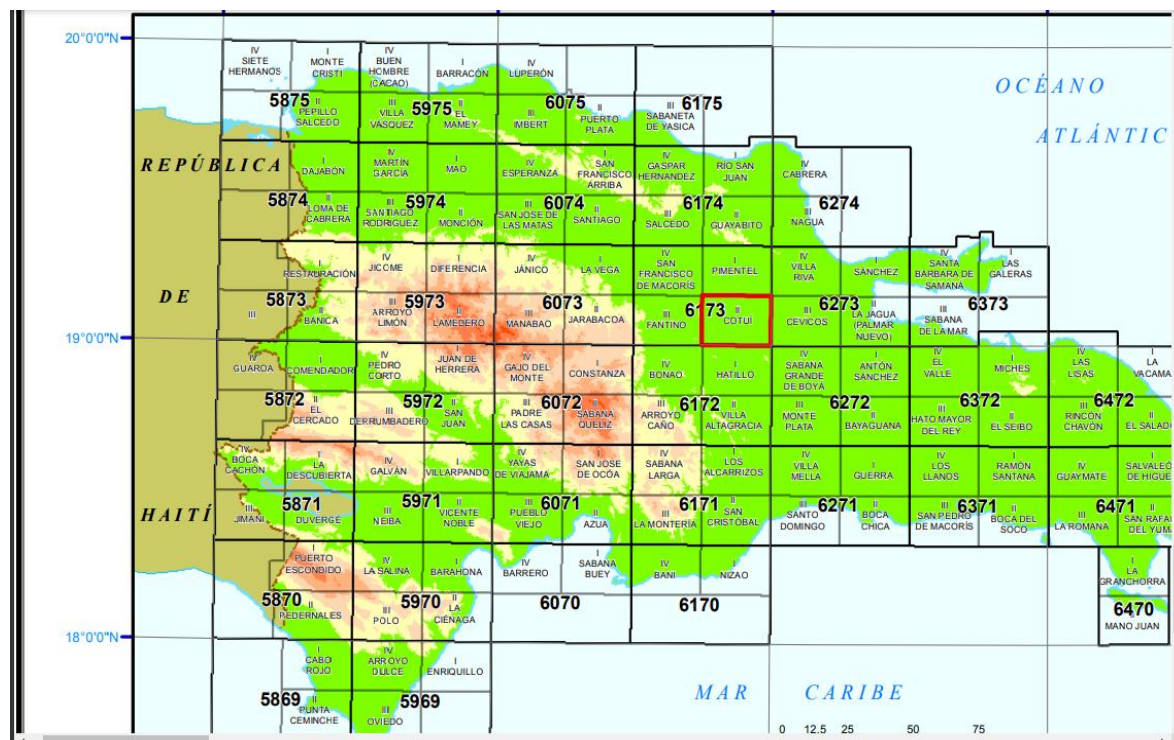 20°0'0"N
IV SIETE HERMANOS
I MONTE CRISTI
IV BUEN HOMBRE (CACAO)
I BARRACÓN
IV LUPERÓN
OCÉANO
ATLÁNTIC
5875
II PEPILLO SALCEDO
III VILLA VÁSQUEZ
5975
II EL MAMEY
III IMBERT
6075
II PUERTO PLATA
III SABANETA DE YASICA
6175
REPÚBLICA
I DAJABÓN
IV MARTÍN GARCÍA
I MAO
IV ESPERANZA
I SAN FRANCISCO ARRIBA
IV GASPAR HERNANDEZ
I RIO SAN JUAN
IV CABRERA
5874
II LOMA DE CABRERA
III SANTIAGO RODRIGUEZ
5974
II MONCIÓN
III SAN JOSE DE LAS MATAS
6074
II SANTIAGO
III SALCEDO
6174
II GUAYABITO
III NAGUA
6274
I RESTAURACIÓN
IV JICOME
I DIFERENCIA
IV JÁNICO
I LA VEGA
IV SAN FRANCISCO DE MACORÍS
I PIMENTEL
IV VILLA RIVA
I SÁNCHEZ
IV SANTA BÁRBARA DE SAMANÁ
I LAS GALERAS
DE
III
5873
II BÁNICA
III ARROYO LIMÓN
5973
II LAMEDERO
III MANABAO
6073
II JARABACOA
III FANTINO
6173
II COTUÍ
III CEVICOS
6273
II LA JAGUA (PALMAR NUEVO)
III SABANA DE LA MAR
6373
19°0'0"N
IV GUAROA
I COMENDADOR
IV PEDRO CORTO
I JUAN DE HERRERA
IV GAJO DEL MONTE
I CONSTANZA
IV BONAO
I HATILLO
IV SABANA GRANDE DE BOYÁ
I ANTÓN SÁNCHEZ
IV EL VALLE
I MICHES
IV LAS LISAS
I LA VACAMA
5872
II EL CERCADO
III DERRUMBADERO
5972
II SAN JUAN
III PADRE LAS CASAS
6072
II SABANA QUELIZ
III ARROYO CAÑO
6172
II VILLA ALTAGRACIA
III MONTE PLATA
6272
II BAYAGUANA
III HATO MAYOR DEL REY
6372
II EL SEIBO
III RINCÓN CHAVÓN
6472
II EL SALAD
IV BOCA CACHÓN
I LA DESCUBIERTA
IV GALVÁN
I VILLARPANDO
IV YAYAS DE VIAJAMA
I SAN JOSE DE OCÓA
IV SABANA LARGA
I LOS ALCARRIZOS
IV VILLA MELLA
I GUERRA
IV LOS LLANOS
I RAMÓN SANTANA
IV GUAYMATE
I SALVALEÓ DE HIGUE
HAITÍ
III JIMANI
5871
II DUVERGÉ
III NEIBA
5971
II VICENTE NOBLE
III PUEBLO VIEJO
6071
II AZUA
III LA MONTERÍA
6171
II SAN CRISTÓBAL
III SANTO DOMINGO
6271
II BOCA CHICA
III SAN PEDRO DE MACORÍS
6371
II BOCA DEL SOCO
III LA ROMANA
6471
II SAN RAFAE DEL YUM
I PUERTO ESCONBIDO
IV LA SALINA
I BARAHONA
IV BARRERO
I SABANA BUEY
IV BANI
I NIZAO
I LA GRANCHORRA
5870
II PEDERNALES
III POLO
5970
II LA CIÉNAGA
6070
6170
6470
MANO JUAN
18°0'0"N
I CABO ROJO
IV ARROYO DULCE
I ENRIQUILLO
MAR CARIBE
5869
II PUNTA CEMINCHE
III OVIEDO
5969
0 12.5 25 50 75